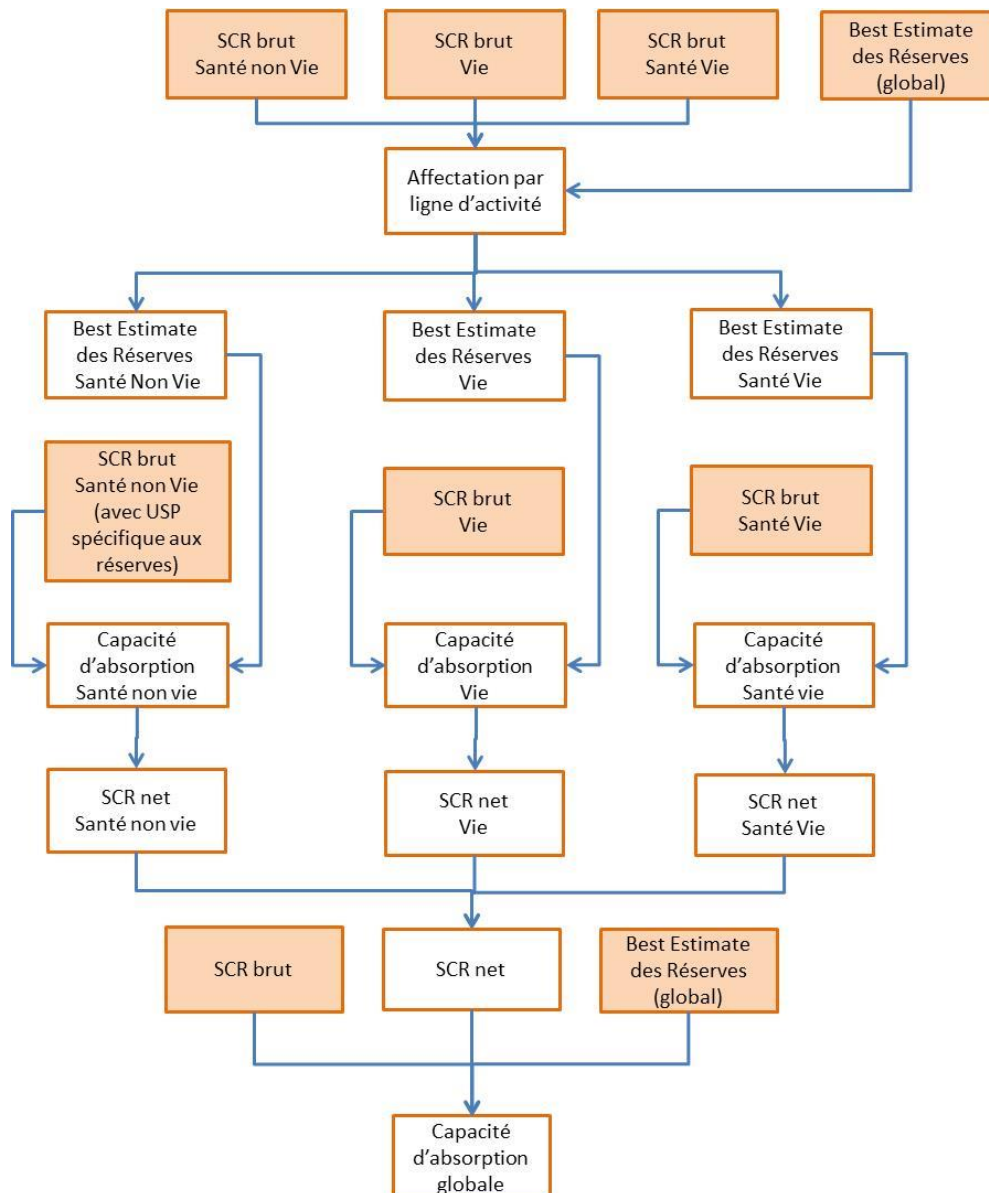 SCR brut
Santé non Vie
SCR brut
Vie
SCR brut
Santé Vie
Best Estimate
des Réserves
(global)
Affectation par
ligne d'activité
Best Estimate
des Réserves
Santé Non Vie
Best Estimate
des Réserves
Vie
Best Estimate
des Réserves
Santé Vie
SCR brut
Santé non Vie
(avec USP
spécifique aux
réserves)
SCR brut
Vie
SCR brut
Santé Vie
Capacité
d'absorption
Santé non vie
Capacité
d'absorption
Vie
Capacité
d'absorption
Santé vie
SCR net
Santé non vie
SCR net
Vie
SCR net
Santé Vie
SCR brut
SCR net
Best Estimate
des Réserves
(global)
Capacité
d'absorption
globale